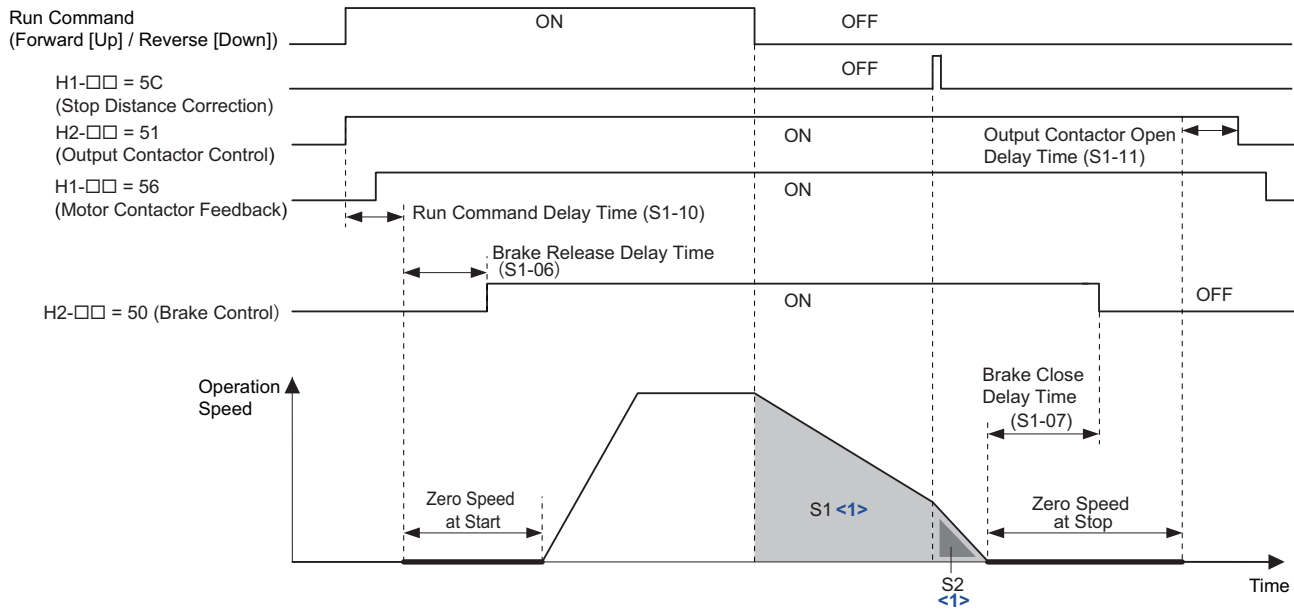 Run Command
(Forward [Up] / Reverse [Down])
ON
OFF
H1-□□ = 5C
(Stop Distance Correction)
OFF
H2-□□ = 51
(Output Contactor Control)
ON
Output Contactor Open
Delay Time (S1-11)
H1-□□ = 56
(Motor Contactor Feedback)
ON
Run Command Delay Time (S1-10)
Brake Release Delay Time
(S1-06)
H2-□□ = 50 (Brake Control)
ON
OFF
Operation
Speed
Brake Close
Delay Time
(S1-07)
Zero Speed
at Start
S1 <1>
Zero Speed
at Stop
S2
<1>
Time